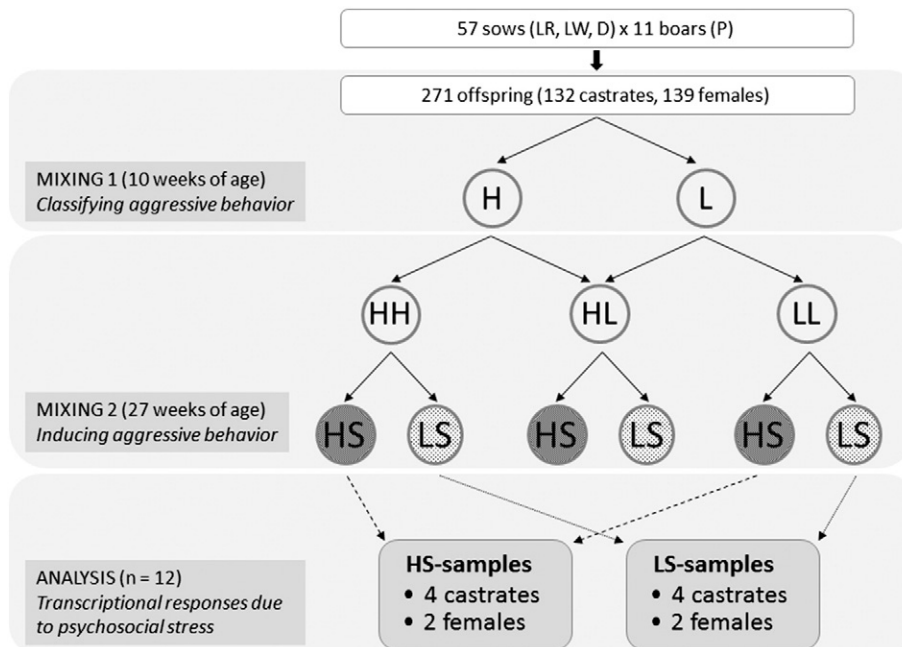 57 sows (LR, LW, D) x 11 boars (P)
271 offspring (132 castrates, 139 females)
MIXING 1 (10 weeks of age)
Classifying aggressive behavior
H
L
HH
HL
LL
MIXING 2 (27 weeks of age)
Inducing aggressive behavior
HS
LS
HS
LS
HS
LS
ANALYSIS (n = 12)
Transcriptional responses due
to psychosocial stress
HS-samples
• 4 castrates
• 2 females
LS-samples
• 4 castrates
• 2 females